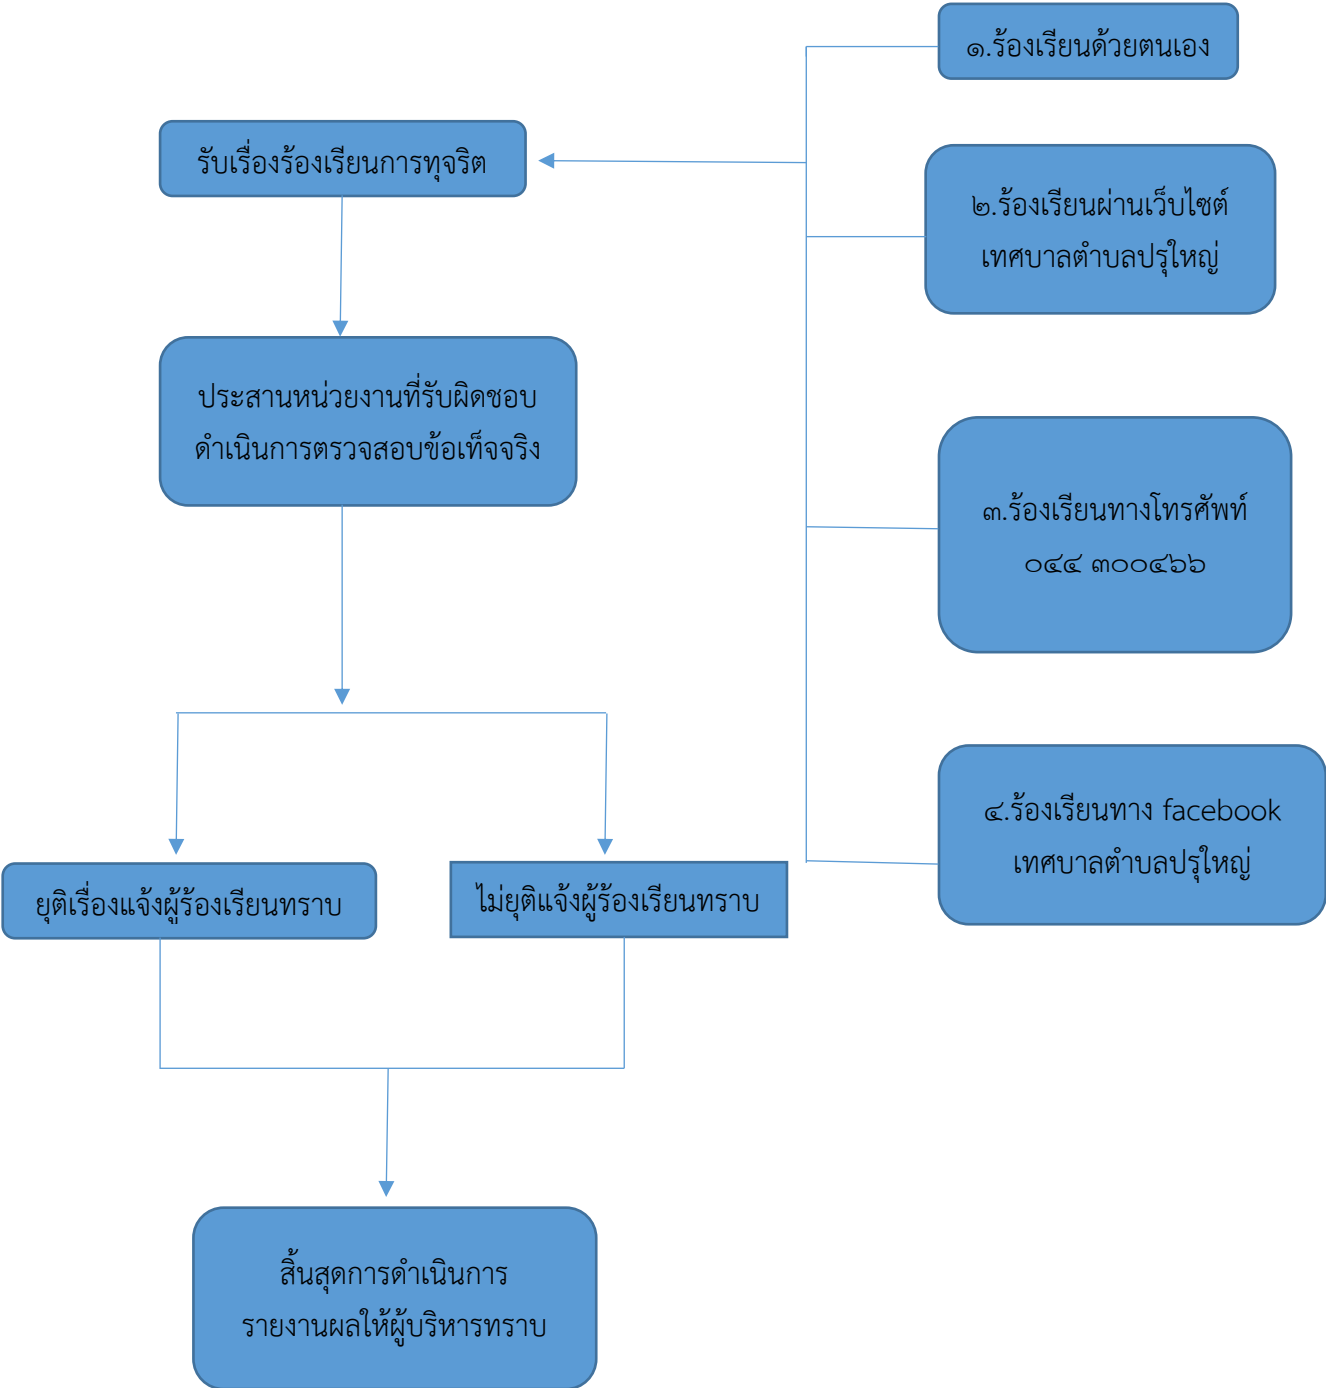 ๑.ร้องเรียนด้วยตนเอง
รับเรื่องร้องเรียนการทุจริต
๒.ร้องเรียนผ่านเว็บไซต์
เทศบาลตำบลปรุใหญ่
ประสานหน่วยงานที่รับผิดชอบ
ดำเนินการตรวจสอบข้อเท็จจริง
๓.ร้องเรียนทางโทรศัพท์
๐๔๔ ๓๐๐๔๖๖
๔.ร้องเรียนทาง facebook
เทศบาลตำบลปรุใหญ่
ยุติเรื่องแจ้งผู้ร้องเรียนทราบ
ไม่ยุติแจ้งผู้ร้องเรียนทราบ
สิ้นสุดการดำเนินการ
รายงานผลให้ผู้บริหารทราบ